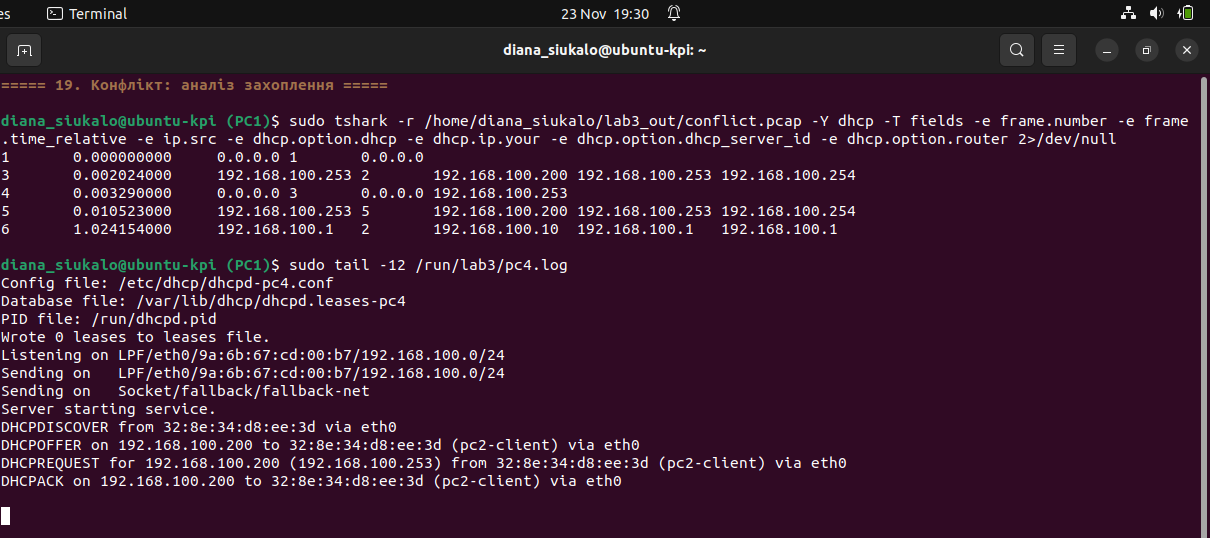 es Terminal 23 Nov 19:30
diana_siukalo@ubuntu-kpi: ~
===== 19. Конфлікт: аналіз захоплення =====
diana_siukalo@ubuntu-kpi (PC1)$ sudo tshark -r /home/diana_siukalo/lab3_out/conflict.pcap -Y dhcp -T fields -e frame.number -e frame
.time_relative -e ip.src -e dhcp.option.dhcp -e dhcp.ip.your -e dhcp.option.dhcp_server_id -e dhcp.option.router 2>/dev/null
1 0.000000000 0.0.0.0 1 0.0.0.0
3 0.002024000 192.168.100.253 2 192.168.100.200 192.168.100.253 192.168.100.254
4 0.003290000 0.0.0.0 3 0.0.0.0 192.168.100.253
5 0.010523000 192.168.100.253 5 192.168.100.200 192.168.100.253 192.168.100.254
6 1.024154000 192.168.100.1 2 192.168.100.10 192.168.100.1 192.168.100.1
diana_siukalo@ubuntu-kpi (PC1)$ sudo tail -12 /run/lab3/pc4.log
Config file: /etc/dhcp/dhcpd-pc4.conf
Database file: /var/lib/dhcp/dhcpd.leases-pc4
PID file: /run/dhcpd.pid
Wrote 0 leases to leases file.
Listening on LPF/eth0/9a:6b:67:cd:00:b7/192.168.100.0/24
Sending on   LPF/eth0/9a:6b:67:cd:00:b7/192.168.100.0/24
Sending on   Socket/fallback/fallback-net
Server starting service.
DHCPDISCOVER from 32:8e:34:d8:ee:3d via eth0
DHCPOFFER on 192.168.100.200 to 32:8e:34:d8:ee:3d (pc2-client) via eth0
DHCPREQUEST for 192.168.100.200 (192.168.100.253) from 32:8e:34:d8:ee:3d (pc2-client) via eth0
DHCPACK on 192.168.100.200 to 32:8e:34:d8:ee:3d (pc2-client) via eth0